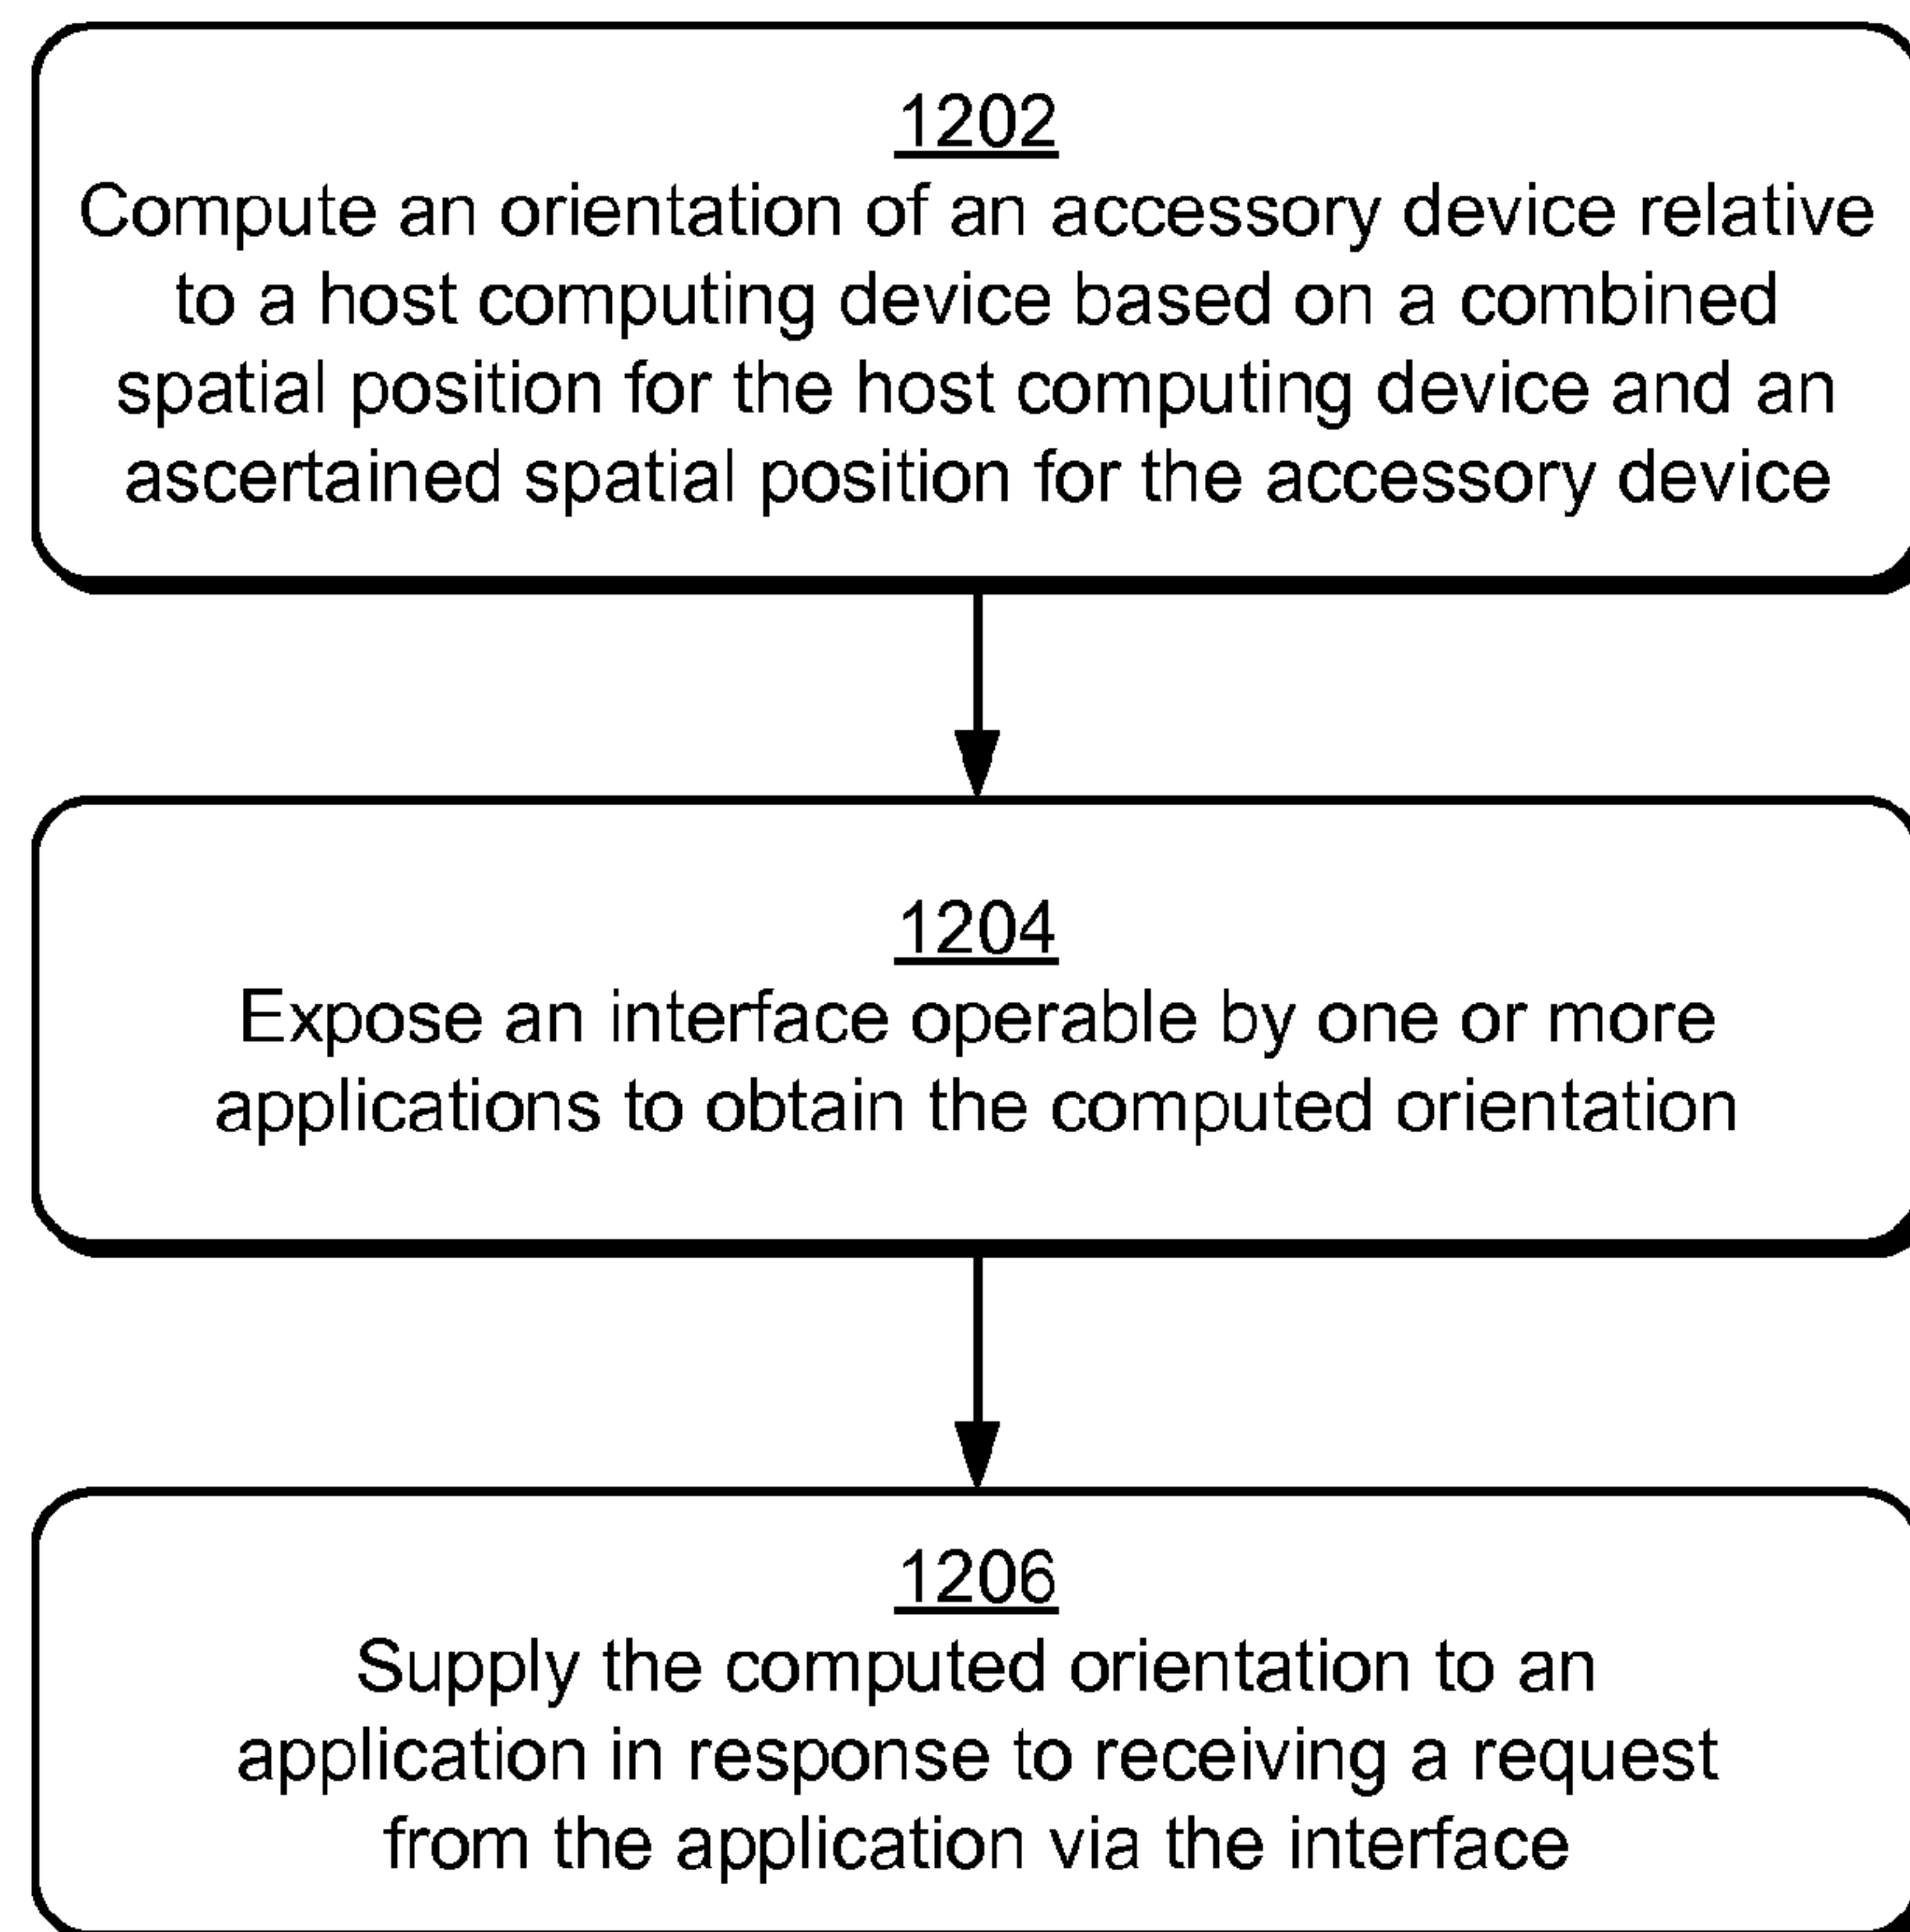 1202
Compute an orientation of an accessory device relative
to a host computing device based on a combined
spatial position for the host computing device and an
ascertained spatial position for the accessory device
1204
Expose an interface operable by one or more
applications to obtain the computed orientation
1206
Supply the computed orientation to an
application in response to receiving a request
from the application via the interface